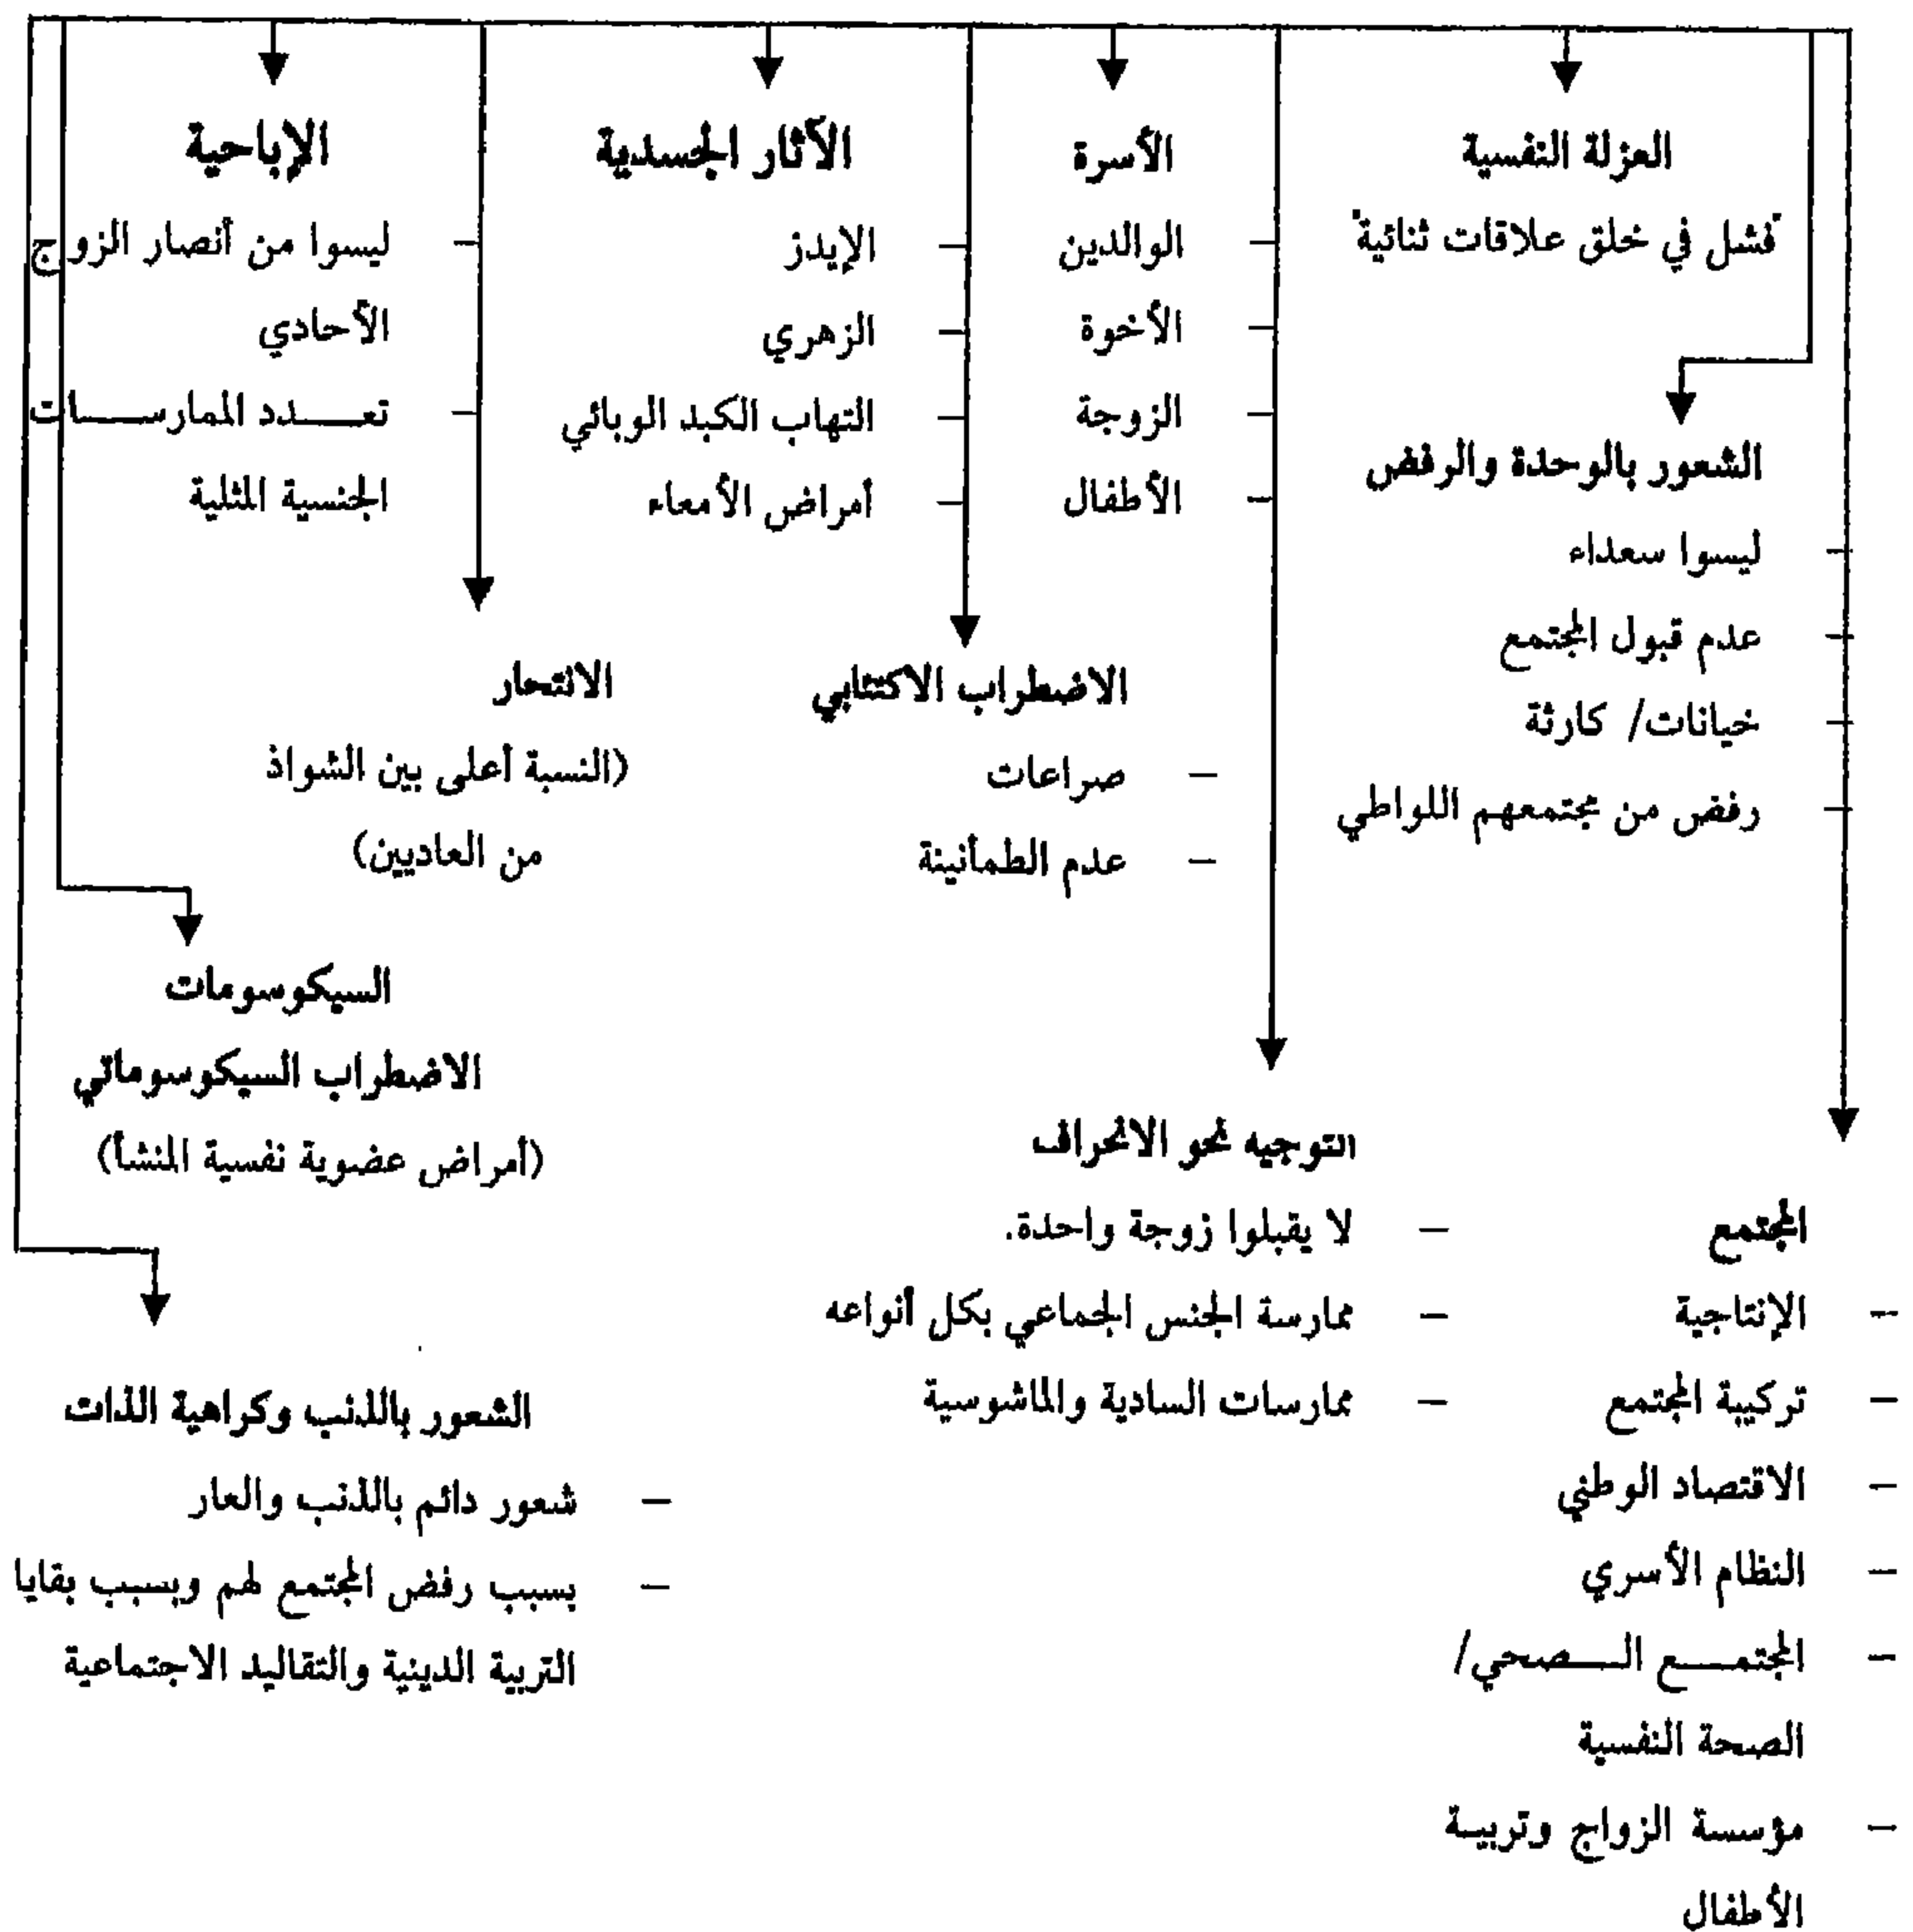 العزلة النفسية
"فشل في خلق علاقات ثنائية"
الأسرة
– الوالدين
– الأخوة
– الزوجة
– الأطفال
الآثار الجسدية
– الإيدز
– الزهري
– التهاب الكبد الوبائي
– أمراض الأمعاء
الإباحية
– ليسوا من أنصار الزوج
الأحادي
– تعدد الممارسات
الجنسية المثلية
الشعور بالوحدة والرفض
– ليسوا سعداء
– عدم قبول المجتمع
– خيانات/ كارثة
– رفض من مجتمعهم اللواطي
الاضطراب الاكتئابي
– صراعات
– عدم الطمأنينة
الانتحار
(النسبة أعلى بين الشواذ
من العاديين)
السيكوسومات
الاضطراب السيكوسوماتي
(أمراض عضوية نفسية المنشأ)
التوجيه نحو الانحراف
– لا يقبلوا زوجة واحدة.
– ممارسة الجنس الجماعي بكل أنواعه
– ممارسات السادية والماشوسية
المجتمع
– الإنتاجية
– تركيبة المجتمع
– الاقتصاد الوطني
– النظام الأسري
– المجتمع الصحي/
الصحة النفسية
– مؤسسة الزواج وتربية
الأطفال
الشعور بالذنب وكراهية الذات
– شعور دائم بالذنب والعار
– بسبب رفض المجتمع لهم وبسبب بقايا
التربية الدينية والتقاليد الاجتماعية